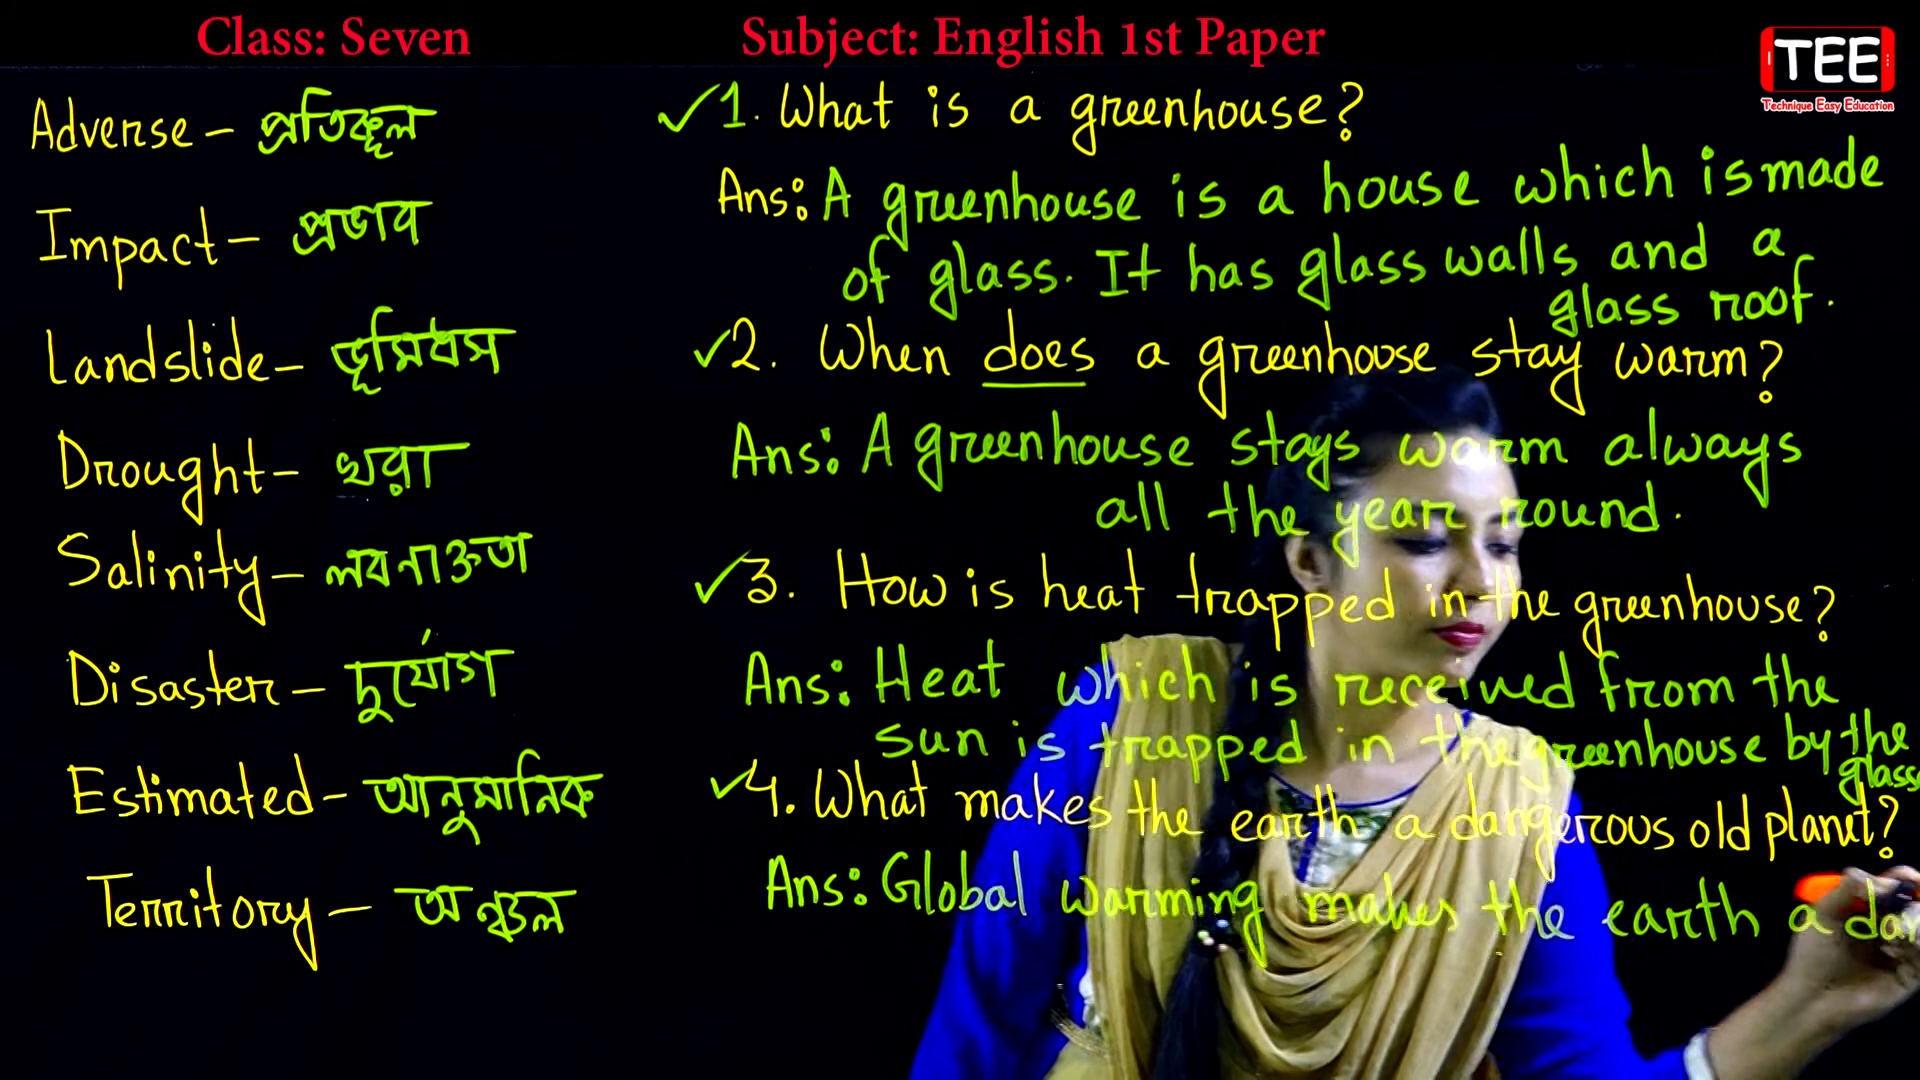 Class: Seven
Subject: English 1st Paper
TEE
Technique Easy Education
Adverse – প্রতিকূল
Impact – প্রভাব
Landslide – ভূমিধস
Drought – খরা
Salinity – লবনাক্ততা
Disaster – দুর্যোগ
Estimated – আনুমানিক
Territory – অঞ্চল
✓1. What is a greenhouse?
Ans: A greenhouse is a house which is made
of glass. It has glass walls and a
glass roof.
✓2. When does a greenhouse stay warm?
Ans: A greenhouse stays warm always
all the year round.
✓3. How is heat trapped in the greenhouse?
Ans: Heat which is received from the
sun is trapped in the greenhouse by the
glass
✓4. What makes the earth a dangerous old planet?
Ans: Global warming makes the earth a dan